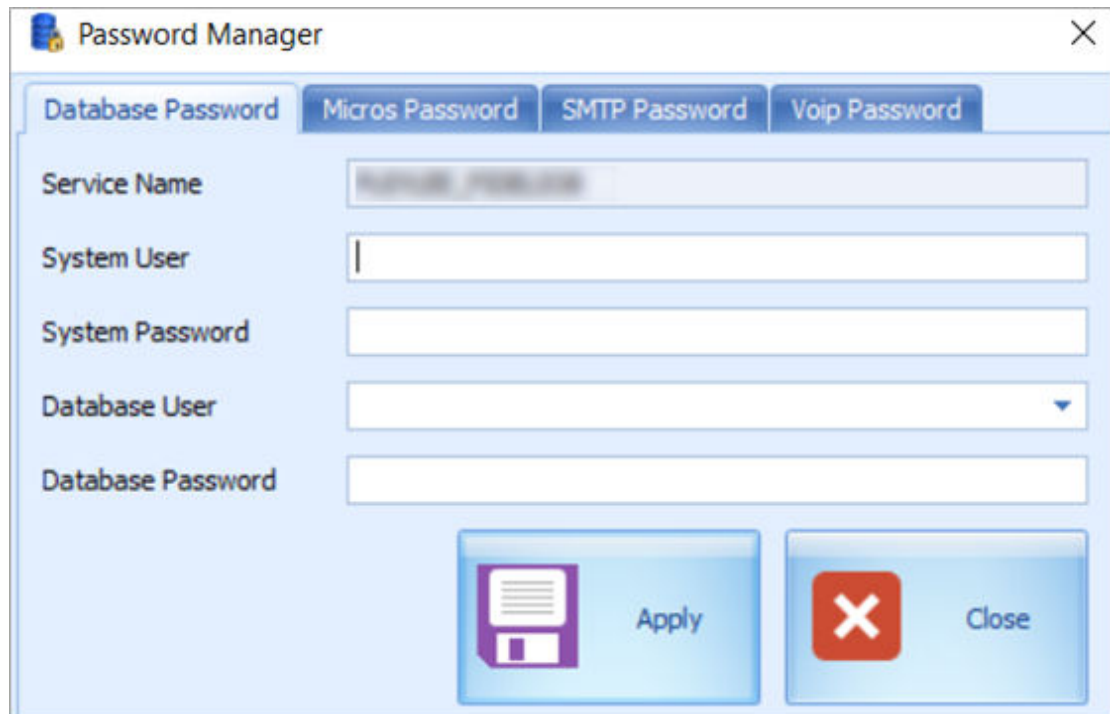 Password Manager
Database Password Micros Password SMTP Password Voip Password
Service Name
System User
System Password
Database User
Database Password
Apply Close